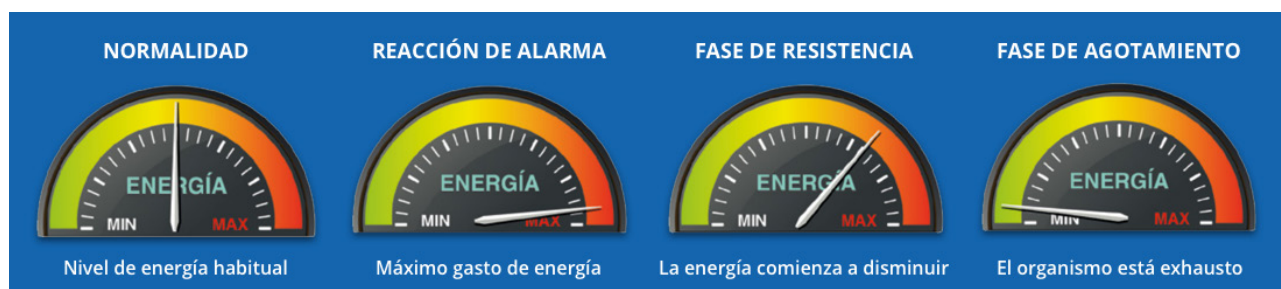 NORMALIDAD
ENERGÍA
MIN MAX
Nivel de energía habitual
REACCIÓN DE ALARMA
ENERGÍA
MIN MAX
Máximo gasto de energía
FASE DE RESISTENCIA
ENERGÍA
MIN MAX
La energía comienza a disminuir
FASE DE AGOTAMIENTO
ENERGÍA
MIN MAX
El organismo está exhausto